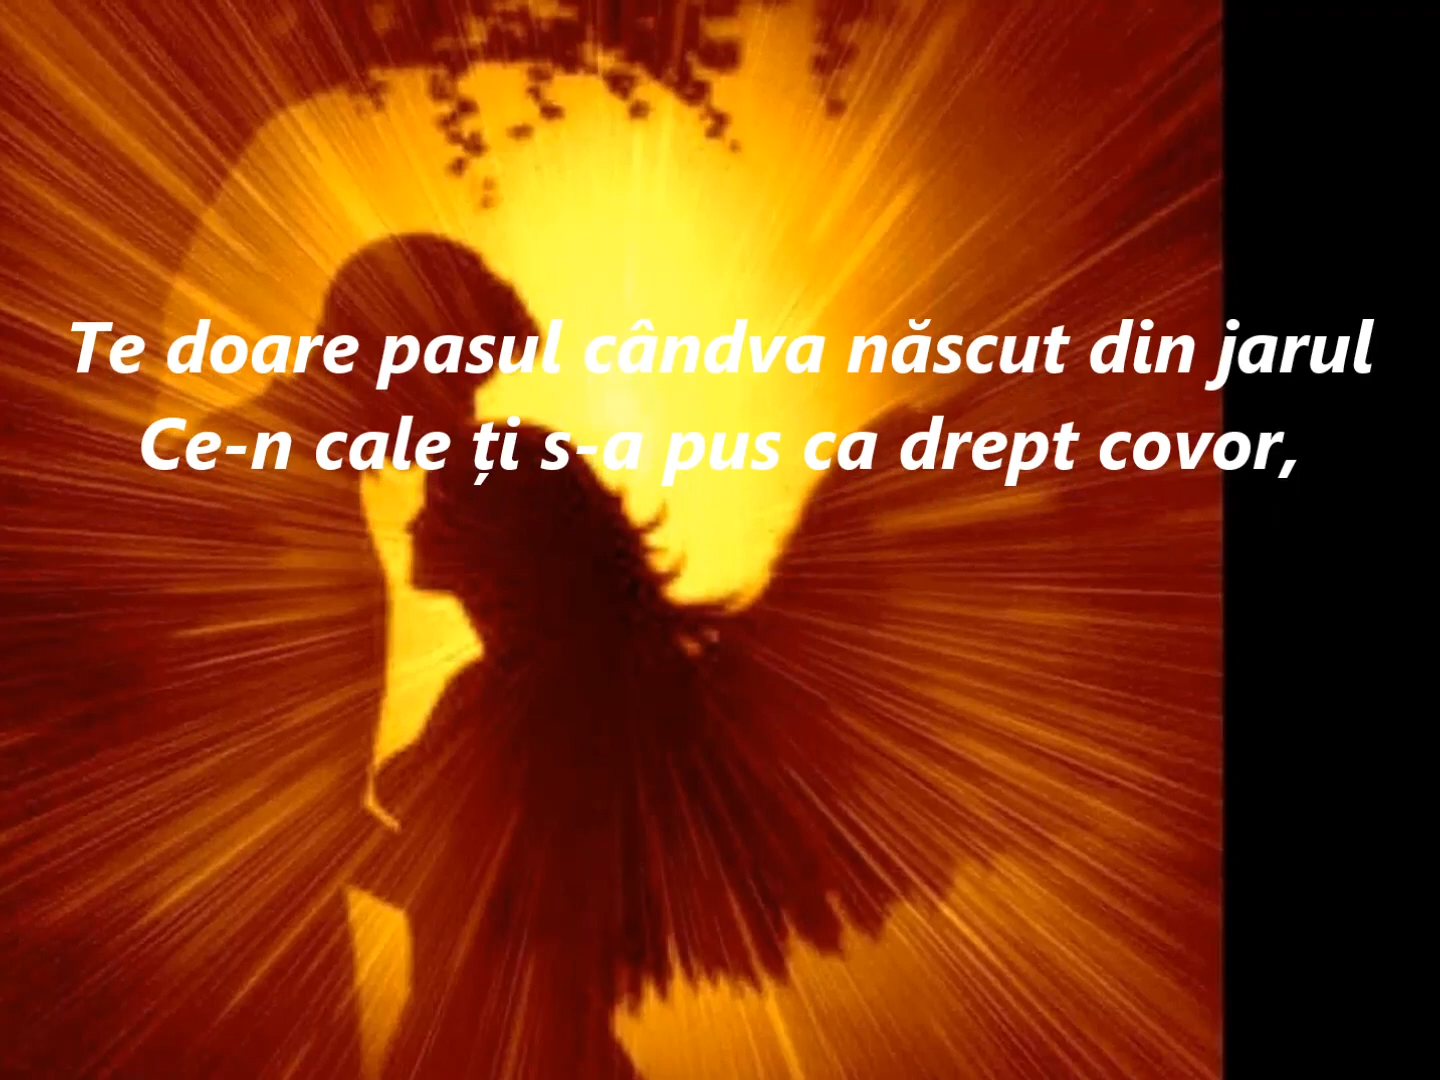 Te doare pasul cândva născut din jarul
Ce-n cale ți s-a pus ca drept covor,